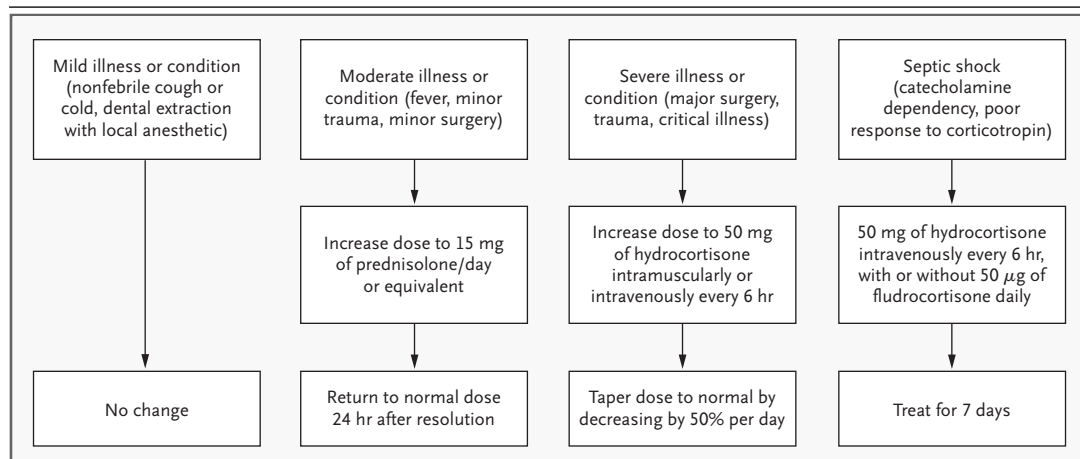 Mild illness or condition
(nonfebrile cough or
cold, dental extraction
with local anesthetic)
Moderate illness or
condition (fever, minor
trauma, minor surgery)
Severe illness or
condition (major surgery,
trauma, critical illness)
Septic shock
(catecholamine
dependency, poor
response to corticotropin)
Increase dose to 15 mg
of prednisolone/day
or equivalent
Increase dose to 50 mg
of hydrocortisone
intramuscularly or
intravenously every 6 hr
50 mg of hydrocortisone
intravenously every 6 hr,
with or without 50 μg of
fludrocortisone daily
No change
Return to normal dose
24 hr after resolution
Taper dose to normal by
decreasing by 50% per day
Treat for 7 days